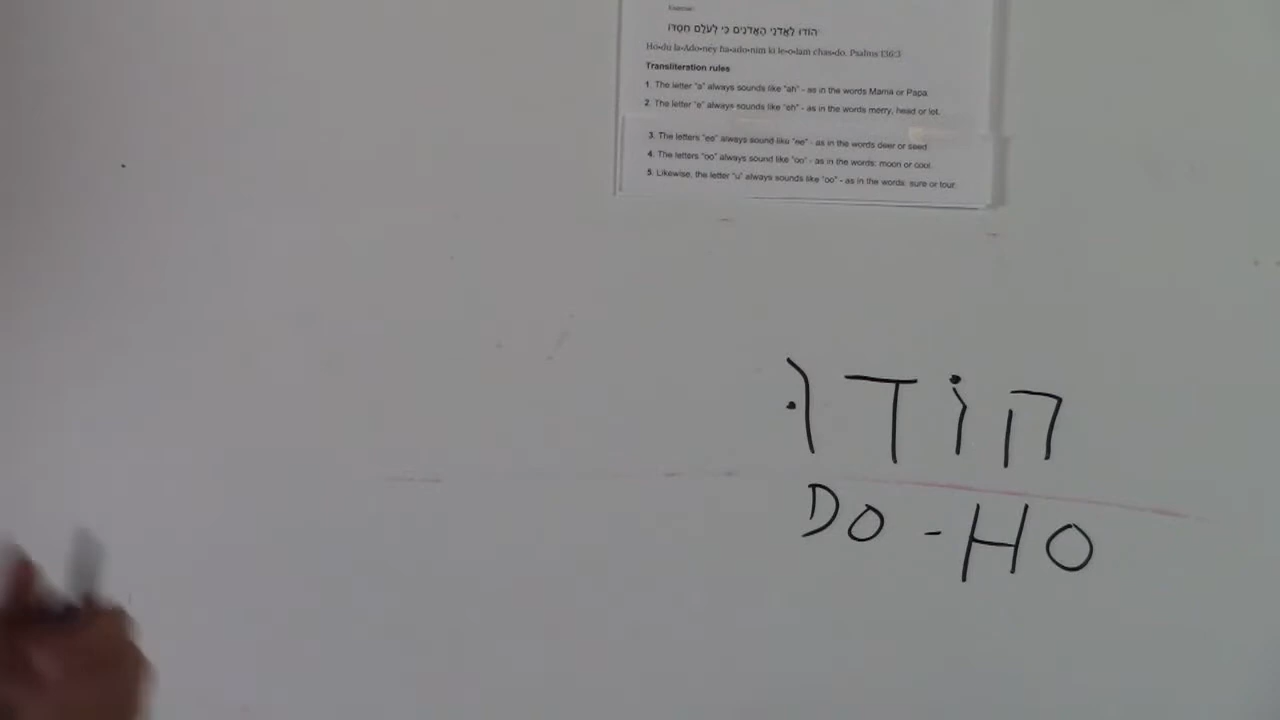 Exercise:
הוֹדוּ לַאֲדֹנֵי הָאֲדֹנִים כִּי לְעֹלָם חַסְדּוֹ
Ho•du la•Ado•ney ha•ado•nim ki le•o•lam chas•do. Psalms 136:3
Transliteration rules
1. The letter "a" always sounds like "ah" - as in the words Mama or Papa.
2. The letter "e" always sounds like "eh" - as in the words merry, head or let.
3. The letters "ee" always sound like "ee" - as in the words deer or seed.
4. The letters "oo" always sound like "oo" - as in the words: moon or cool.
5. Likewise, the letter "u" always sounds like "oo" - as in the words: sure or tour.
הוֹדוּ
DO - HO